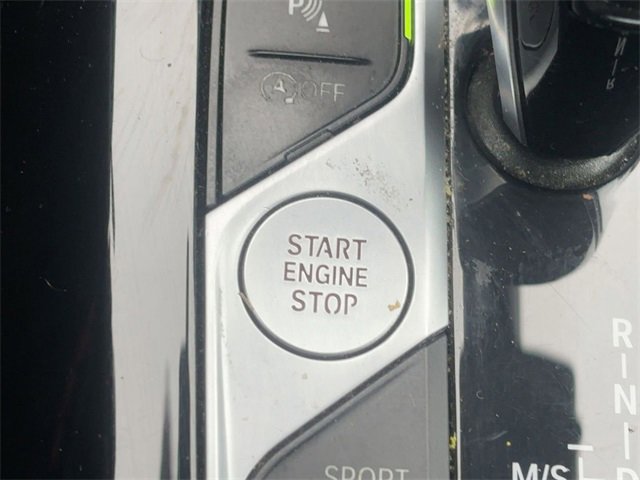 P
A OFF
START
ENGINE
STOP
SPORT
R
N
D
M/S